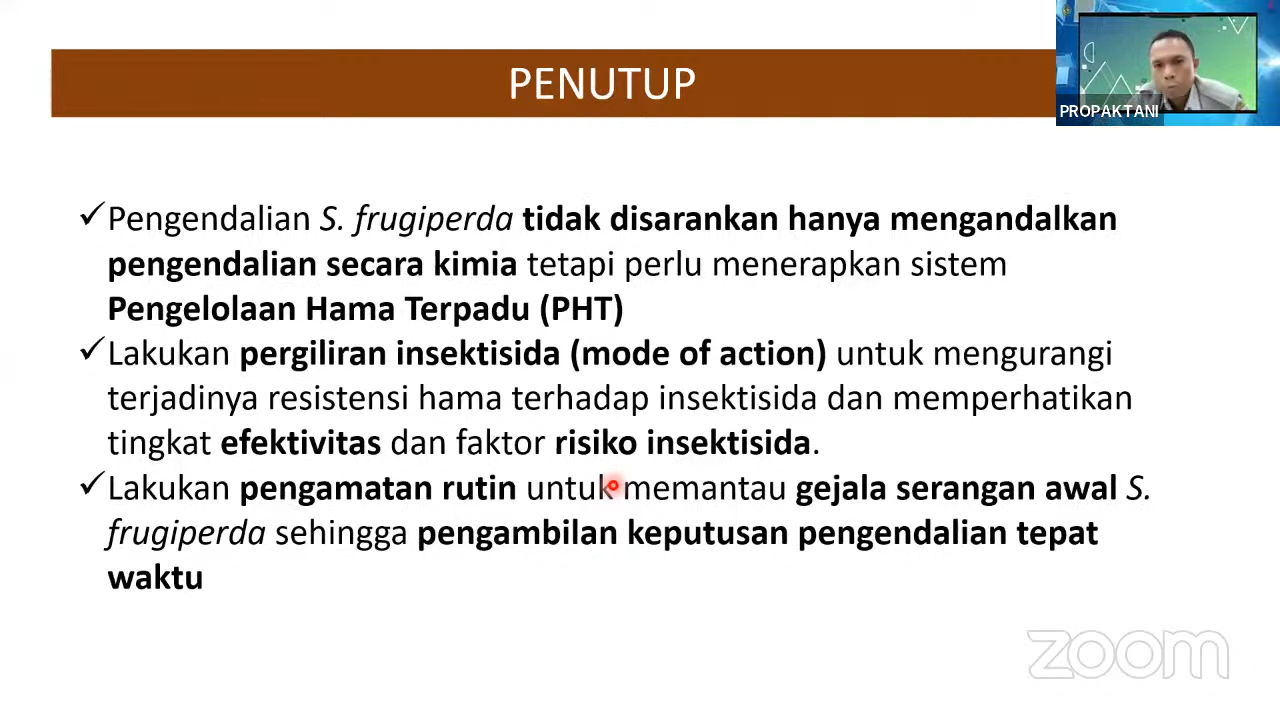 PENUTUP
PROPAKTANI
✓Pengendalian S. frugiperda tidak disarankan hanya mengandalkan
pengendalian secara kimia tetapi perlu menerapkan sistem
Pengelolaan Hama Terpadu (PHT)
✓Lakukan pergiliran insektisida (mode of action) untuk mengurangi
terjadinya resistensi hama terhadap insektisida dan memperhatikan
tingkat efektivitas dan faktor risiko insektisida.
✓Lakukan pengamatan rutin untuk memantau gejala serangan awal S.
frugiperda sehingga pengambilan keputusan pengendalian tepat
waktu
zoom